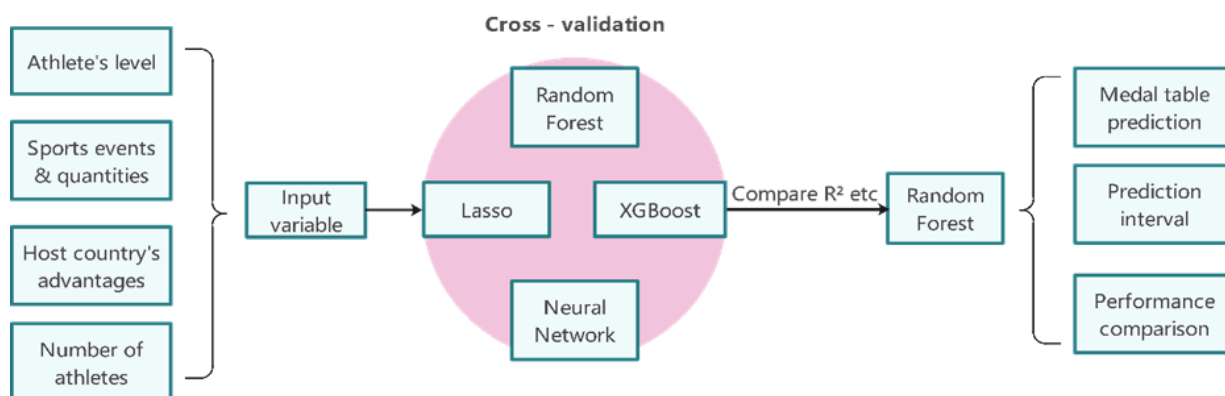 Cross - validation
Athlete's level
Sports events
& quantities
Host country's
advantages
Number of
athletes
Input
variable
Random
Forest
Lasso
XGBoost
Neural
Network
Compare R² etc
Random
Forest
Medal table
prediction
Prediction
interval
Performance
comparison